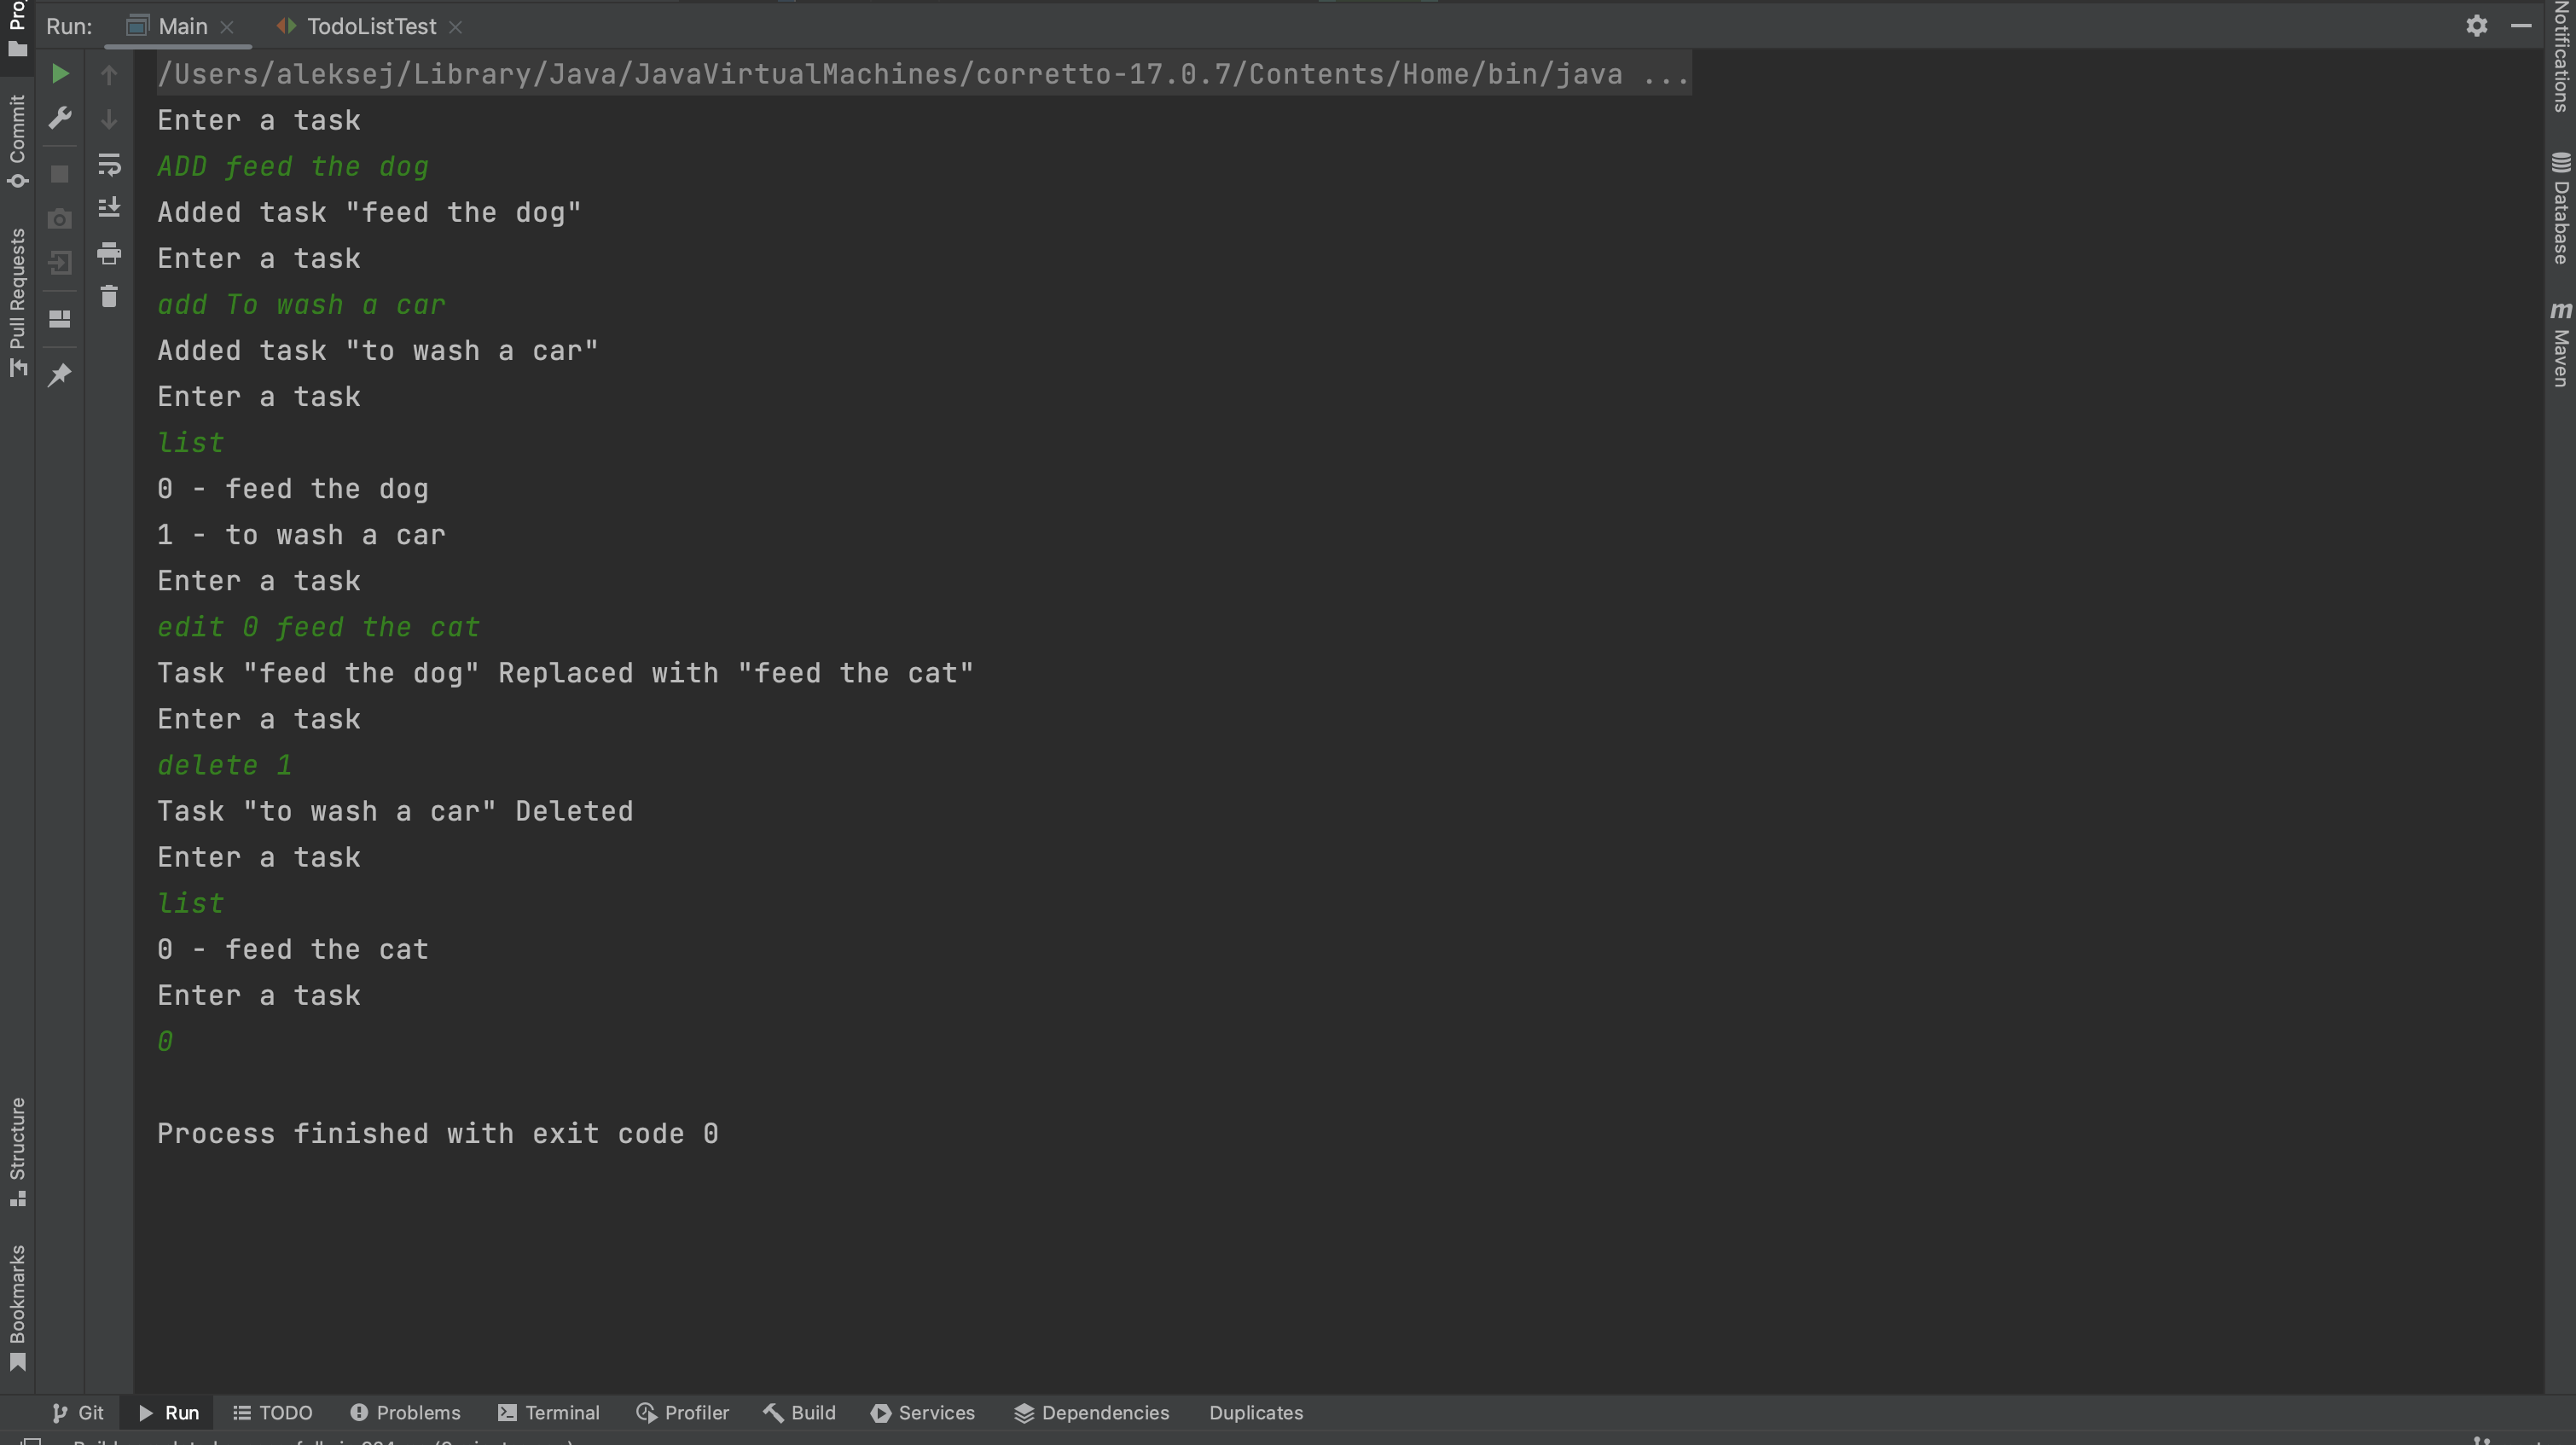 Run: Main TodoListTest
/Users/aleksej/Library/Java/JavaVirtualMachines/corretto-17.0.7/Contents/Home/bin/java ...
Enter a task
ADD feed the dog
Added task "feed the dog"
Enter a task
add To wash a car
Added task "to wash a car"
Enter a task
list
0 - feed the dog
1 - to wash a car
Enter a task
edit 0 feed the cat
Task "feed the dog" Replaced with "feed the cat"
Enter a task
delete 1
Task "to wash a car" Deleted
Enter a task
list
0 - feed the cat
Enter a task
0
Process finished with exit code 0
Commit
Pull Requests
Structure
Bookmarks
Notifications
Database
m Maven
Git Run TODO Problems Terminal Profiler Build Services Dependencies Duplicates